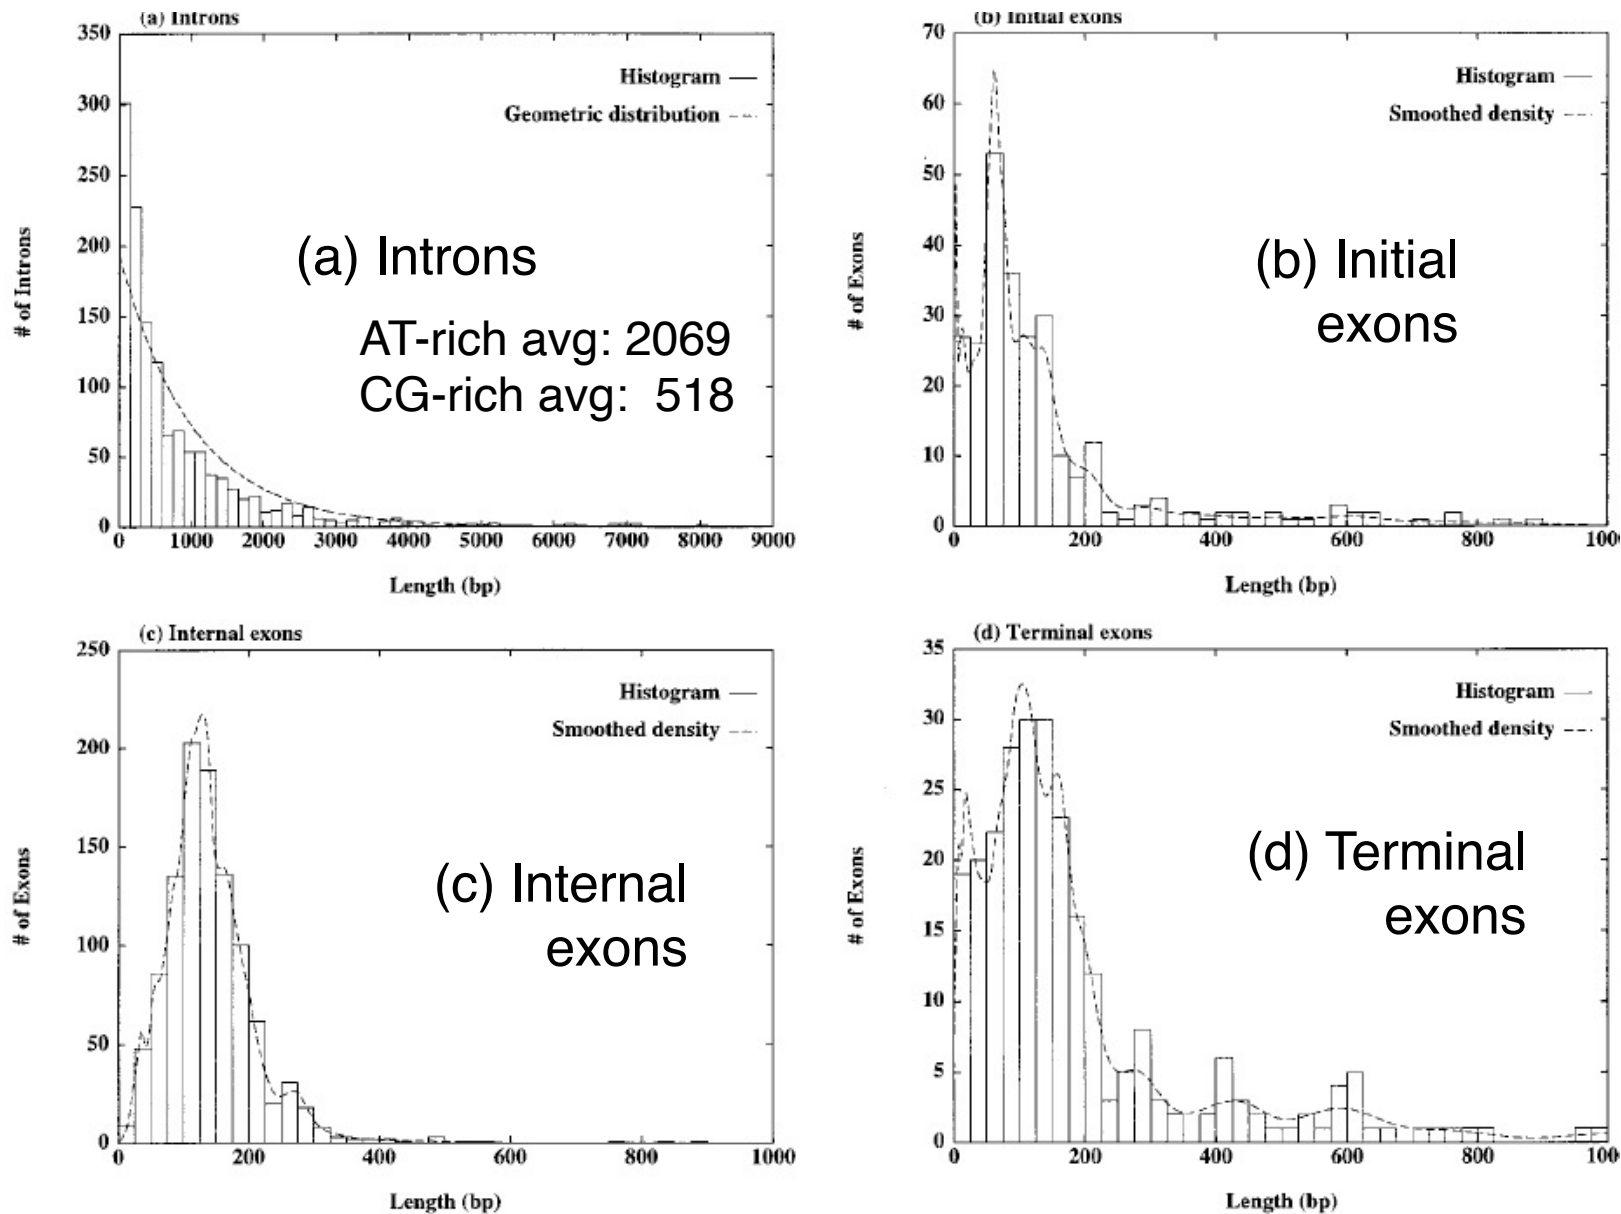 (a) Introns
350
300
250
200
150
100
50
0
# of Introns
Histogram
Geometric distribution
(a) Introns
AT-rich avg: 2069
CG-rich avg: 518
0 1000 2000 3000 4000 5000 6000 7000 8000 9000
Length (bp)
(b) Initial exons
70
60
50
40
30
20
10
0
# of Exons
Histogram
Smoothed density
(b) Initial
exons
0 200 400 600 800 100
Length (bp)
(c) Internal exons
250
200
150
100
50
0
# of Exons
Histogram
Smoothed density
(c) Internal
exons
0 200 400 600 800 1000
Length (bp)
(d) Terminal exons
35
30
25
20
15
10
5
0
# of Exons
Histogram
Smoothed density
(d) Terminal
exons
0 200 400 600 800 100
Length (bp)